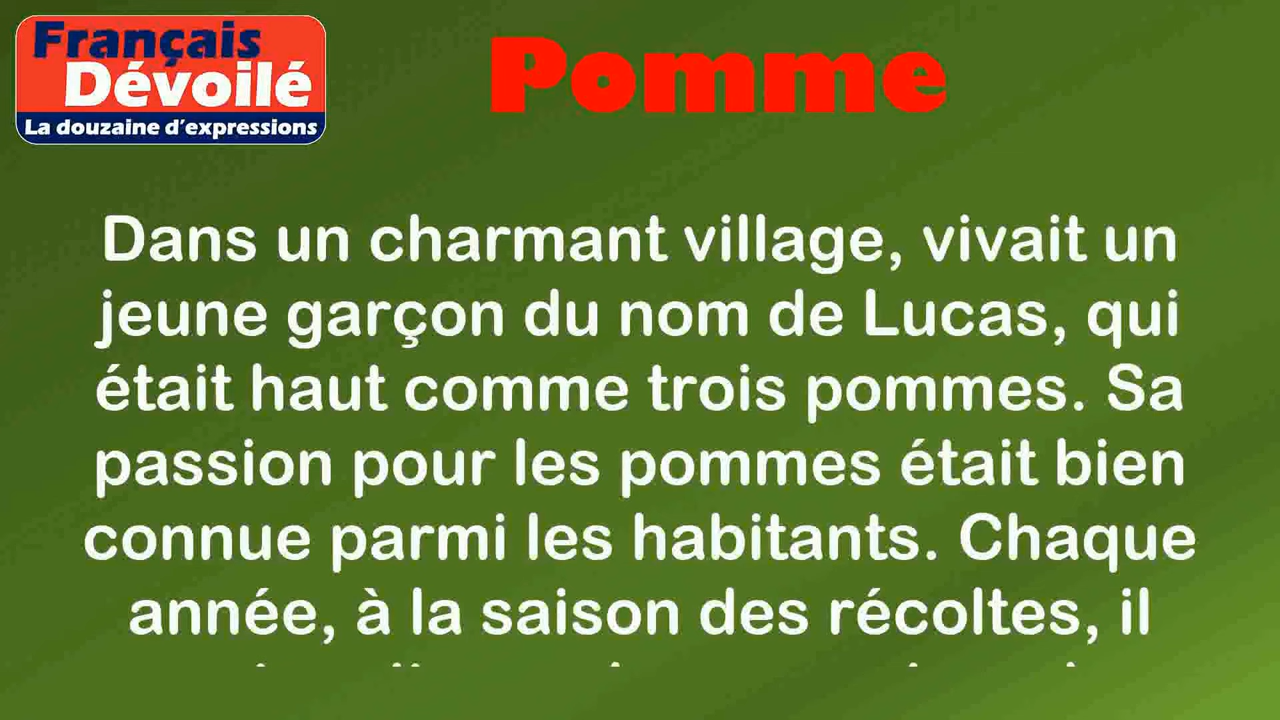 Français
Dévoilé
La douzaine d'expressions
Pomme
Dans un charmant village, vivait un
jeune garçon du nom de Lucas, qui
était haut comme trois pommes. Sa
passion pour les pommes était bien
connue parmi les habitants. Chaque
année, à la saison des récoltes, il